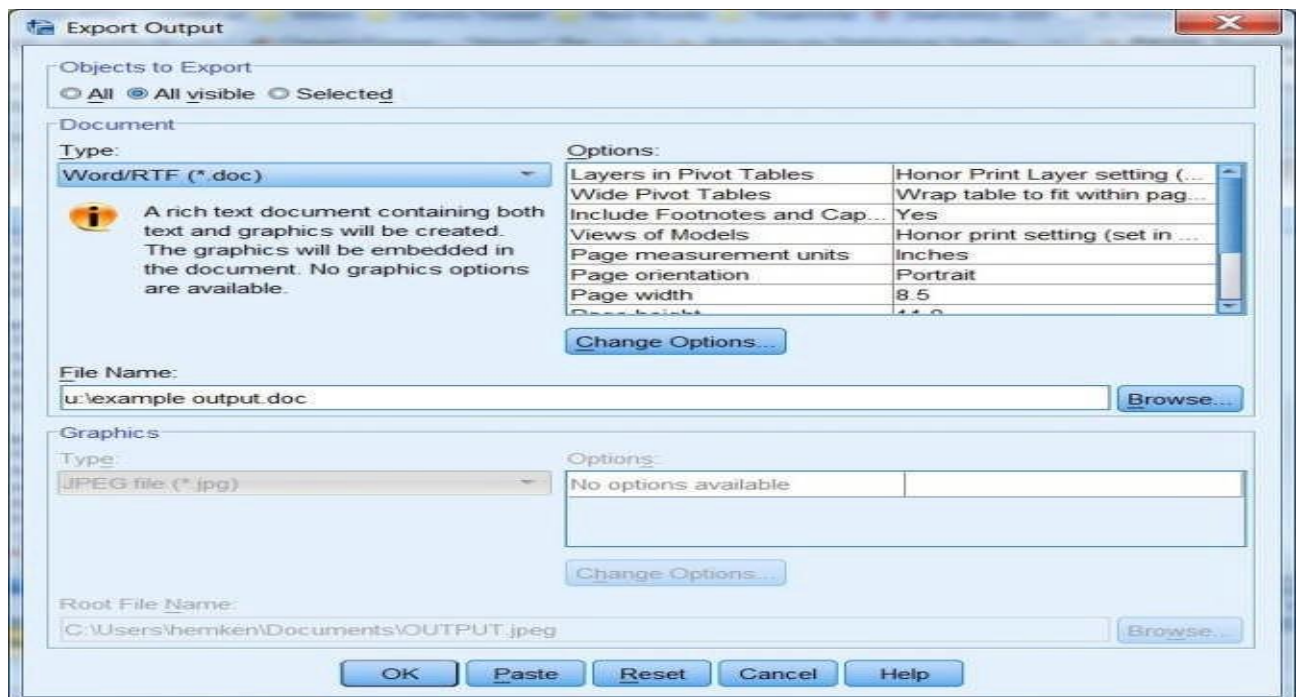 Export Output
Objects to Export
All All visible Selected
Document
Type:
Word/RTF (*.doc)
A rich text document containing both
text and graphics will be created.
The graphics will be embedded in
the document. No graphics options
are available.
Options:
Layers in Pivot Tables Honor Print Layer setting (...
Wide Pivot Tables Wrap table to fit within pag...
Include Footnotes and Cap... Yes
Views of Models Honor print setting (set in ...
Page measurement units Inches
Page orientation Portrait
Page width 8.5
Change Options...
File Name:
u:\example output.doc
Browse...
Graphics
Type:
JPEG file (*.jpg)
Options:
No options available
Change Options...
Root File Name:
C:\Users\hemken\Documents\OUTPUT.jpeg
Browse...
OK Paste Reset Cancel Help